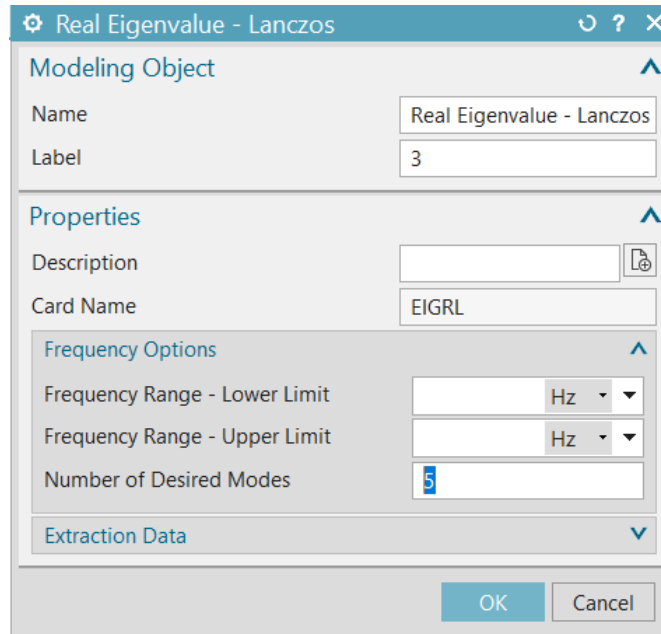 Real Eigenvalue - Lanczos ?
Modeling Object
Name Real Eigenvalue - Lanczos
Label 3
Properties
Description
Card Name EIGRL
Frequency Options
Frequency Range - Lower Limit Hz
Frequency Range - Upper Limit Hz
Number of Desired Modes 5
Extraction Data
OK Cancel